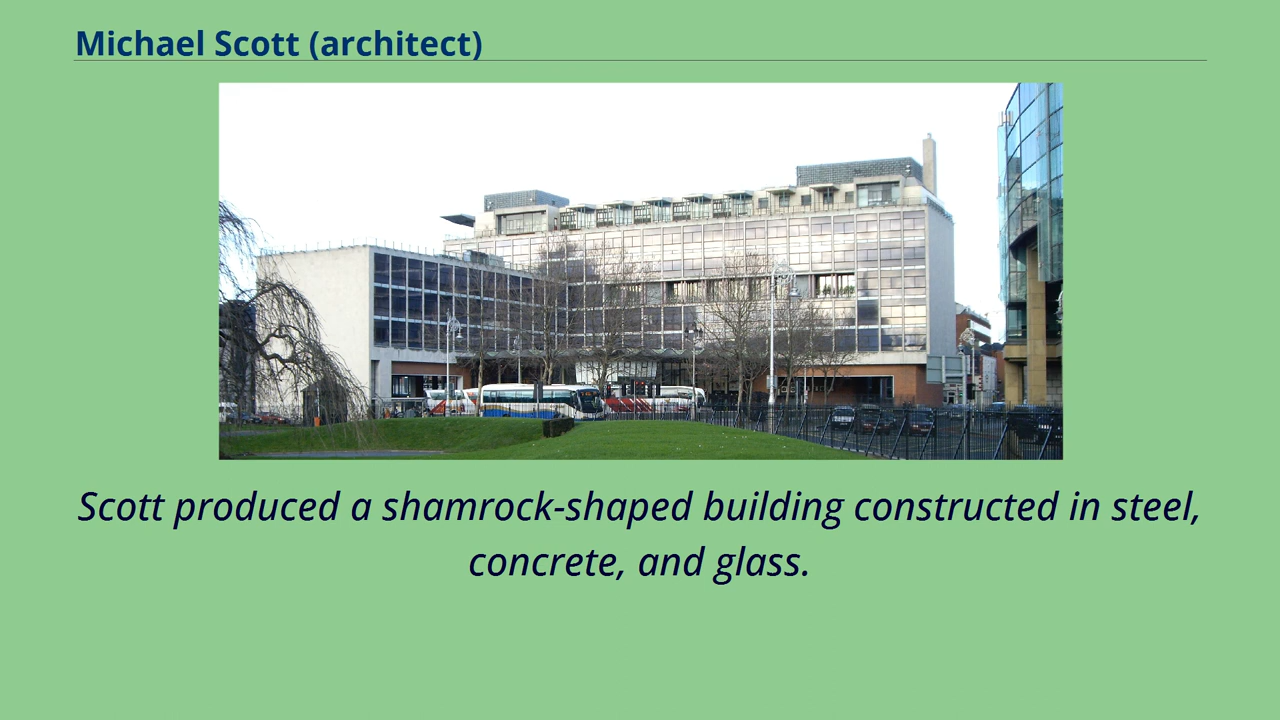 Michael Scott (architect)
Scott produced a shamrock-shaped building constructed in steel,
concrete, and glass.